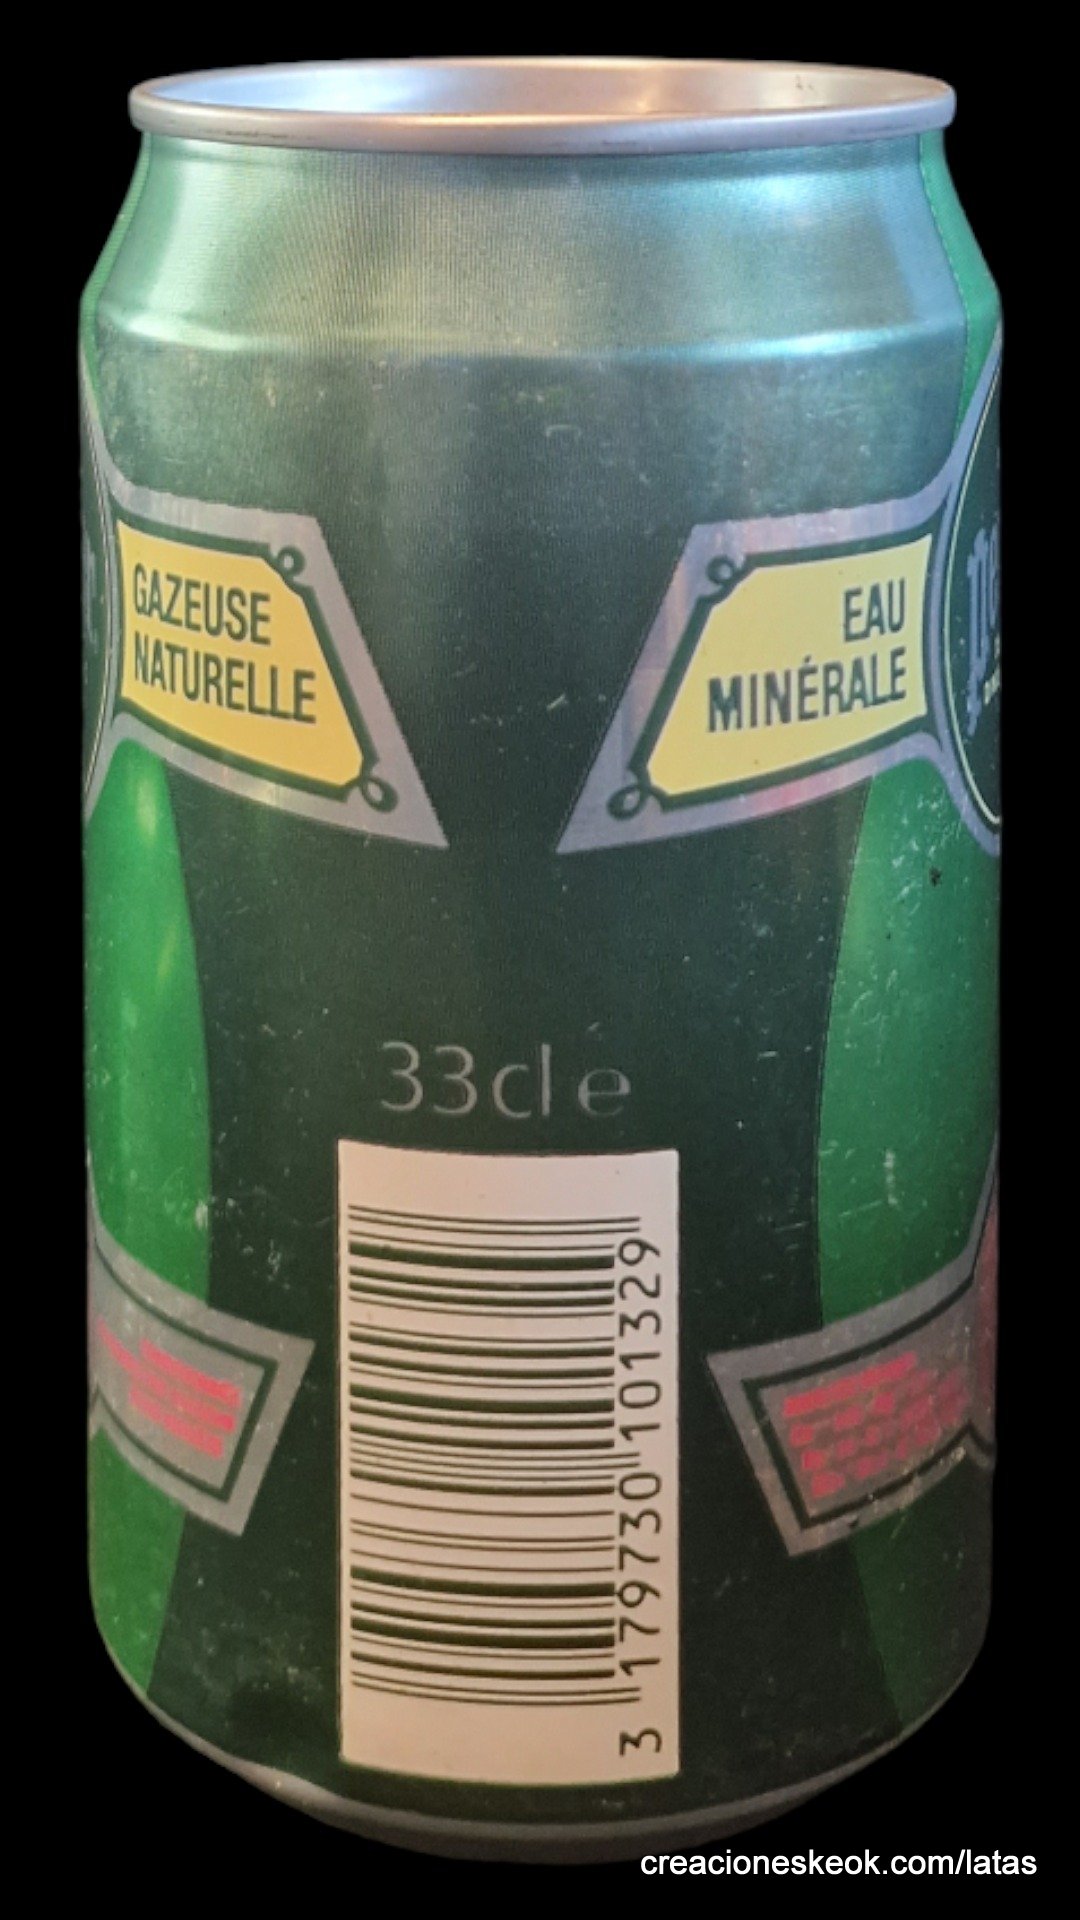 GAZEUSE
NATURELLE
EAU
MINÉRALE
33cl e
3 179730 101329
creacioneskeok.com/latas